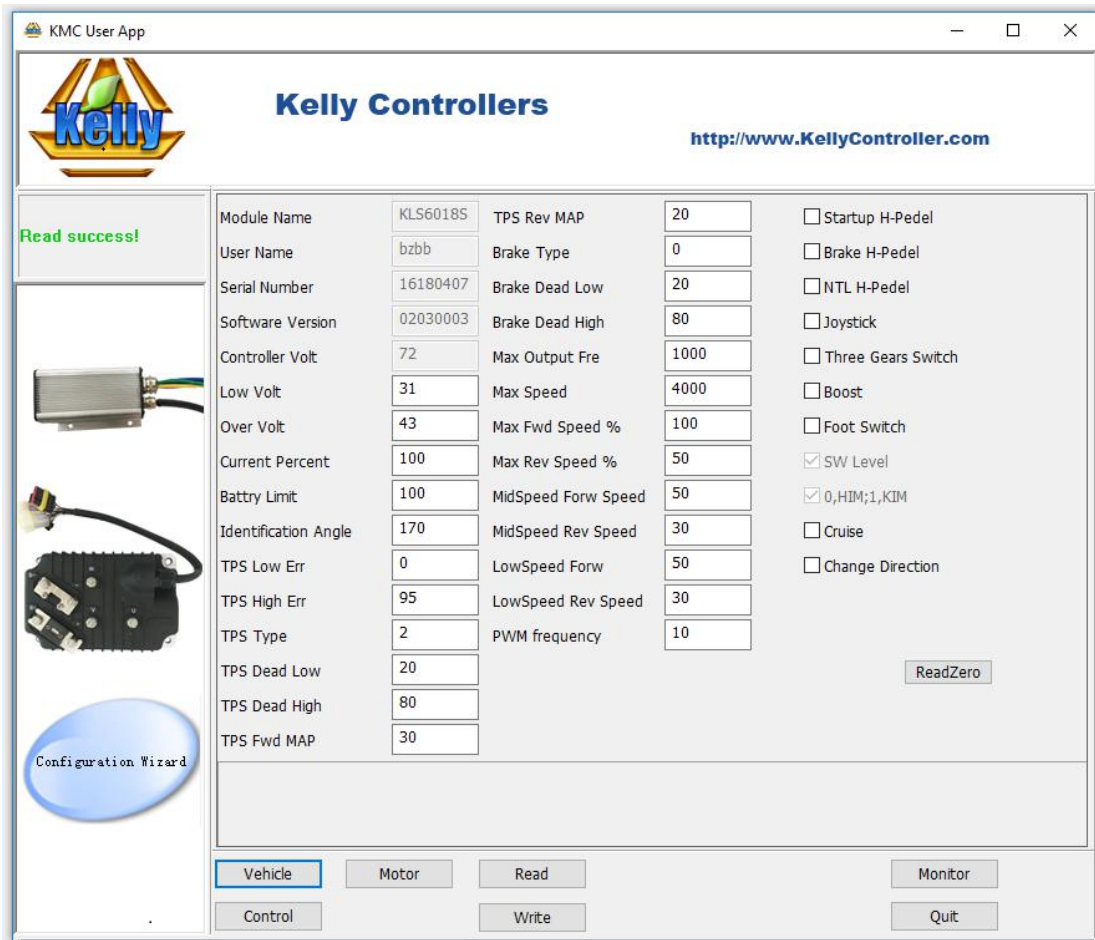 KMC User App
Kelly
Kelly Controllers
http://www.KellyController.com
Read success!
Configuration Wizard
Module Name KLS6018S
User Name bzbb
Serial Number 16180407
Software Version 02030003
Controller Volt 72
Low Volt 31
Over Volt 43
Current Percent 100
Battry Limit 100
Identification Angle 170
TPS Low Err 0
TPS High Err 95
TPS Type 2
TPS Dead Low 20
TPS Dead High 80
TPS Fwd MAP 30
TPS Rev MAP 20
Brake Type 0
Brake Dead Low 20
Brake Dead High 80
Max Output Fre 1000
Max Speed 4000
Max Fwd Speed % 100
Max Rev Speed % 50
MidSpeed Forw Speed 50
MidSpeed Rev Speed 30
LowSpeed Forw 50
LowSpeed Rev Speed 30
PWM frequency 10
Startup H-Pedel
Brake H-Pedel
NTL H-Pedel
Joystick
Three Gears Switch
Boost
Foot Switch
SW Level
0,HIM;1,KIM
Cruise
Change Direction
ReadZero
Vehicle Motor Read Monitor
Control Write Quit